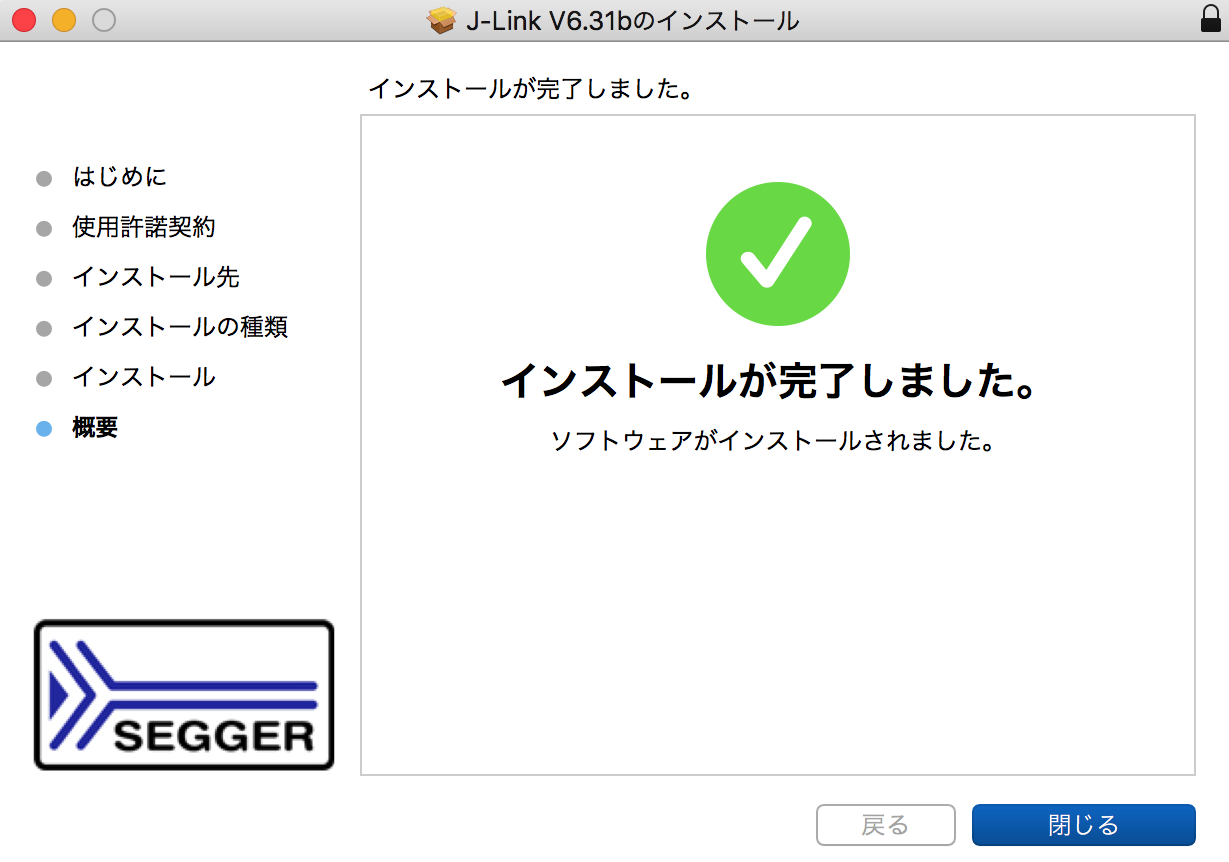 J-Link V6.31bのインストール
インストールが完了しました。
はじめに
使用許諾契約
インストール先
インストールの種類
インストール
概要
インストールが完了しました。
ソフトウェアがインストールされました。
SEGGER
戻る
閉じる